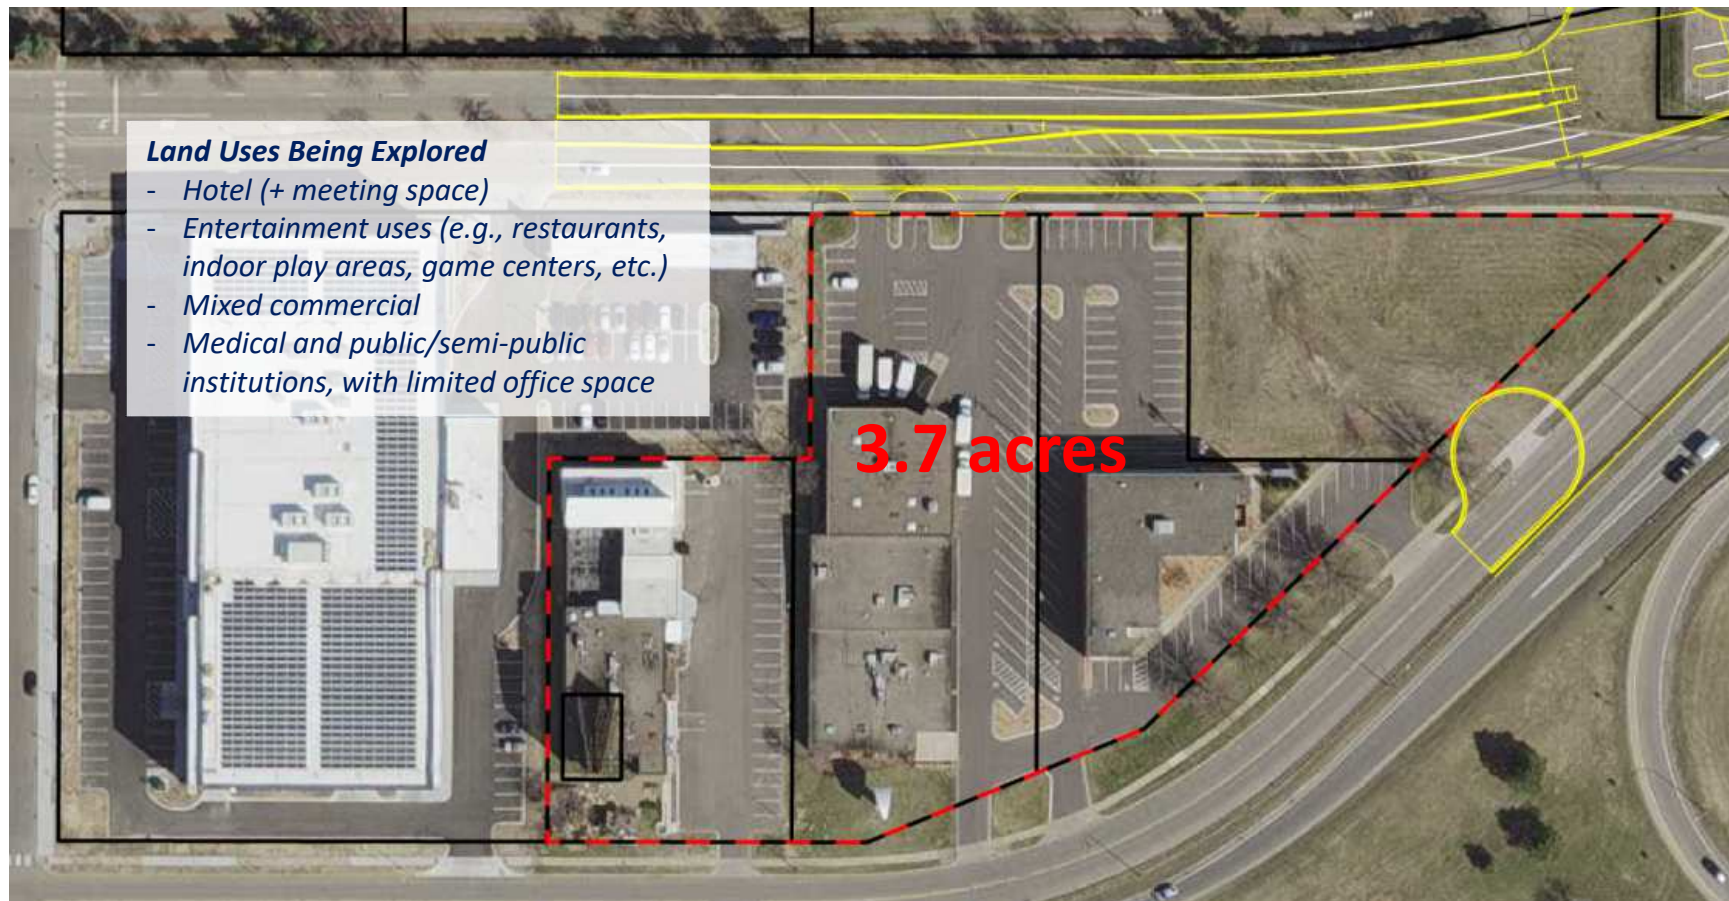 Land Uses Being Explored
- Hotel (+ meeting space)
- Entertainment uses (e.g., restaurants,
indoor play areas, game centers, etc.)
- Mixed commercial
- Medical and public/semi-public
institutions, with limited office space
3.7 acres